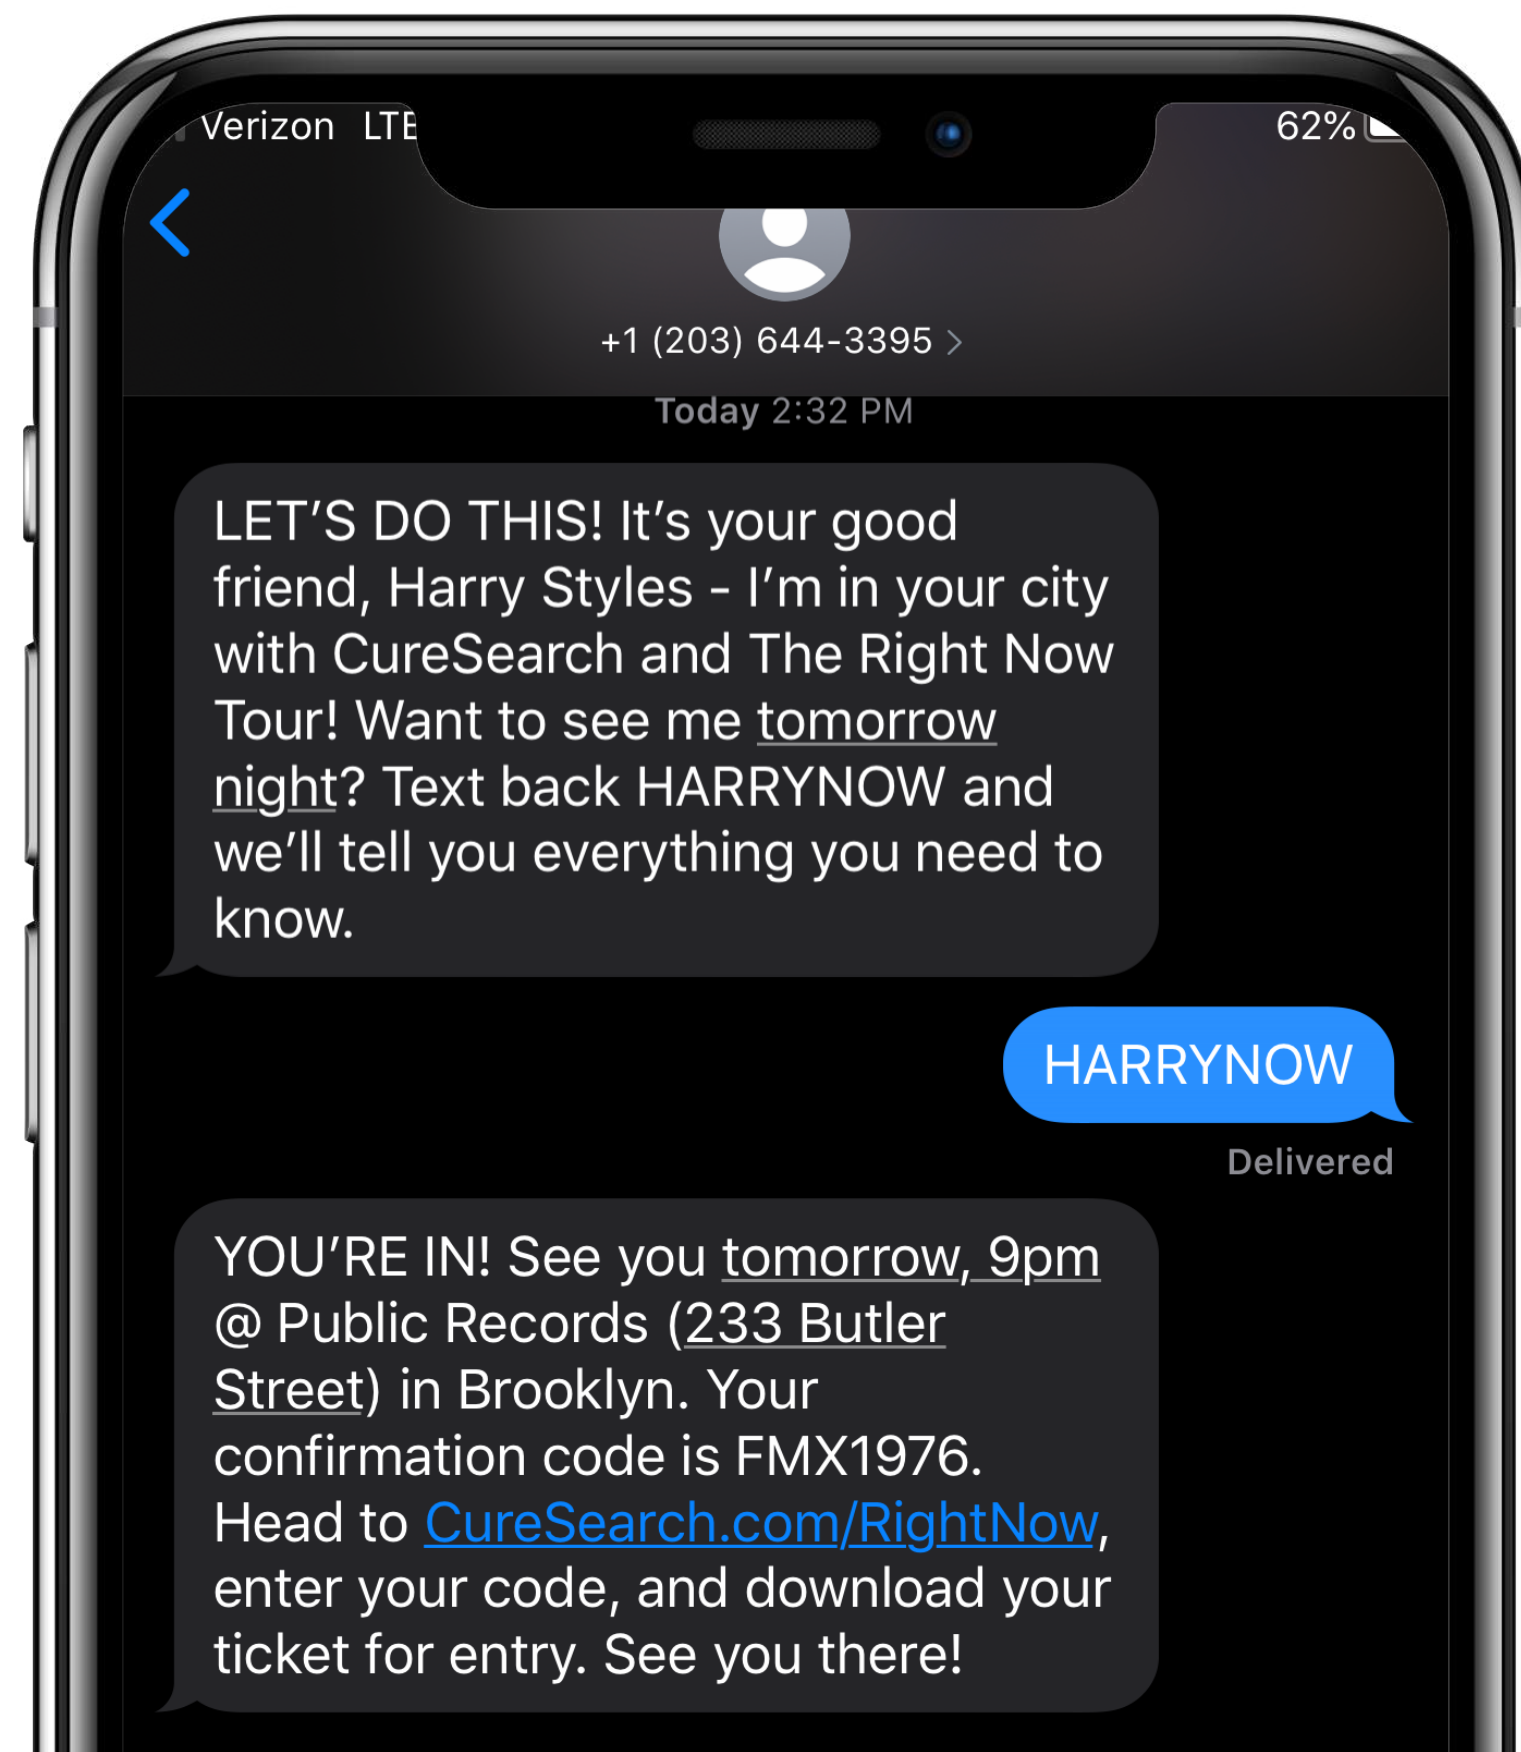 Verizon LTE 62%
+1 (203) 644-3395
Today 2:32 PM
LET’S DO THIS! It’s your good
friend, Harry Styles - I’m in your city
with CureSearch and The Right Now
Tour! Want to see me tomorrow
night? Text back HARRYNOW and
we’ll tell you everything you need to
know.
HARRYNOW
Delivered
YOU’RE IN! See you tomorrow, 9pm
@ Public Records (233 Butler
Street) in Brooklyn. Your
confirmation code is FMX1976.
Head to CureSearch.com/RightNow,
enter your code, and download your
ticket for entry. See you there!